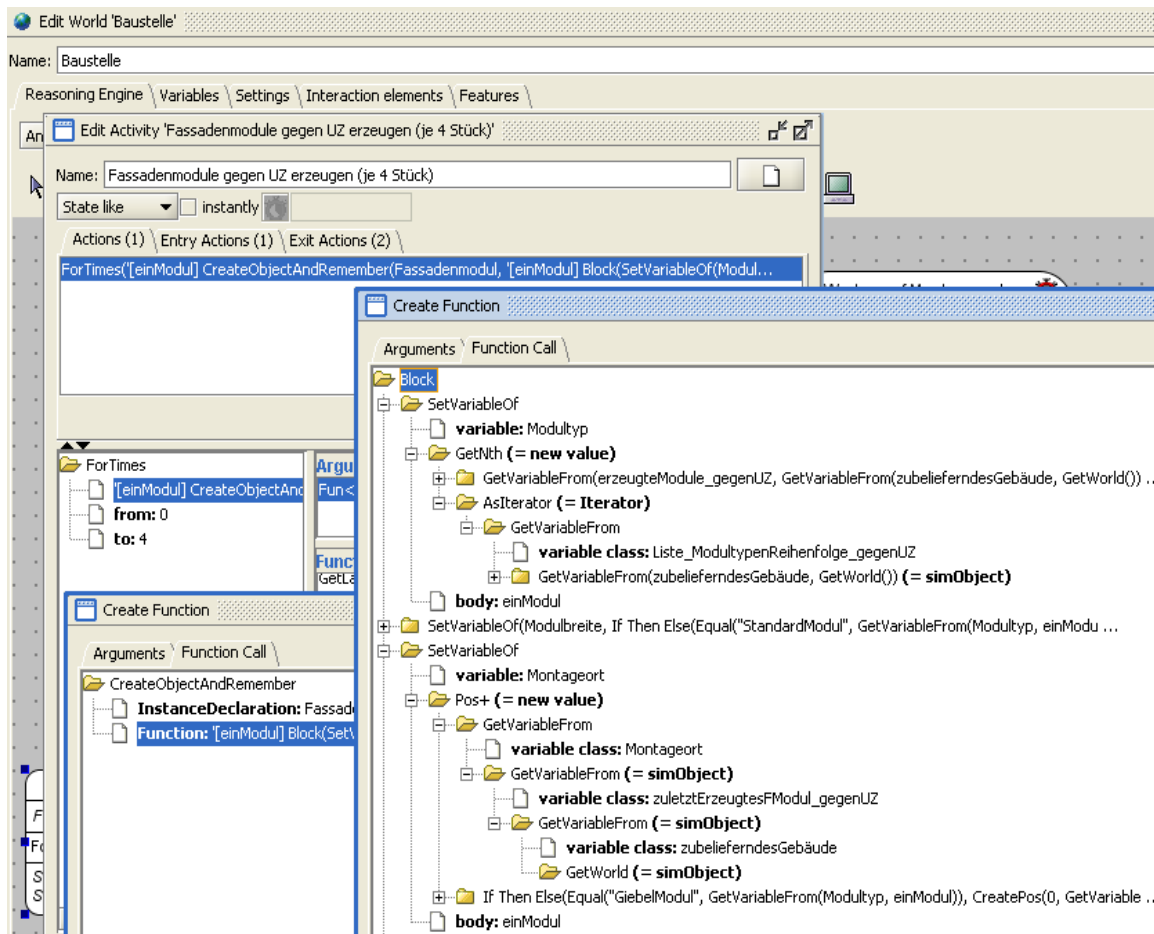 Edit World 'Baustelle'
Name: Baustelle
Reasoning Engine Variables Settings Interaction elements Features
An
Edit Activity 'Fassadenmodule gegen UZ erzeugen (je 4 Stück)'
Name: Fassadenmodule gegen UZ erzeugen (je 4 Stück)
State like instantly
Actions (1) Entry Actions (1) Exit Actions (2)
ForTimes('[einModul] CreateObjectAndRemember(Fassadenmodul, '[einModul] Block(SetVariableOf(Modul...
ForTimes
'[einModul] CreateObjectAnd
from: 0
to: 4
Argu
Fun<
Func
GetLa
Create Function
Arguments Function Call
CreateObjectAndRemember
InstanceDeclaration: Fassad
Function: '[einModul] Block(SetV
F
Fo
S
S
Create Function
Arguments Function Call
Block
SetVariableOf
variable: Modultyp
GetNth (= new value)
GetVariableFrom(erzeugteModule_gegenUZ, GetVariableFrom(zubelieferndesGebäude, GetWorld()) ...
AsIterator (= Iterator)
GetVariableFrom
variable class: Liste_ModultypenReihenfolge_gegenUZ
GetVariableFrom(zubelieferndesGebäude, GetWorld()) (= simObject)
body: einModul
SetVariableOf(Modulbreite, If Then Else(Equal("StandardModul", GetVariableFrom(Modultyp, einModu ...
SetVariableOf
variable: Montageort
Pos+ (= new value)
GetVariableFrom
variable class: Montageort
GetVariableFrom (= simObject)
variable class: zuletztErzeugtesFModul_gegenUZ
GetVariableFrom (= simObject)
variable class: zubelieferndesGebäude
GetWorld (= simObject)
If Then Else(Equal("GiebelModul", GetVariableFrom(Modultyp, einModul)), CreatePos(0, GetVariable ...
body: einModul